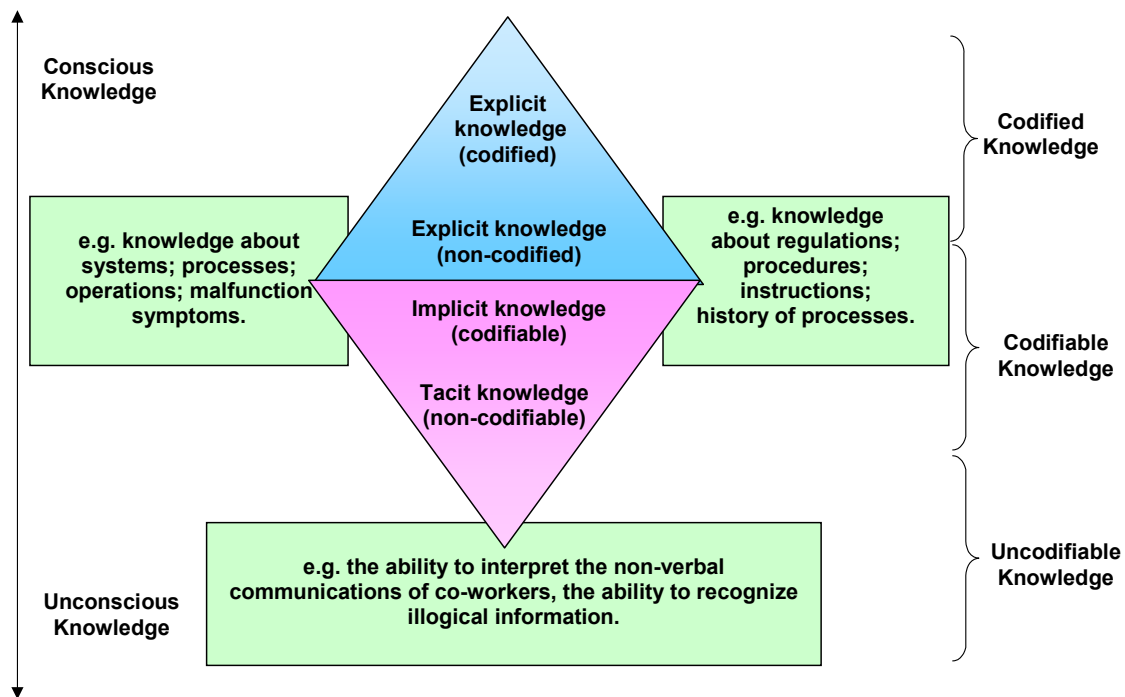 Conscious
Knowledge
Explicit
knowledge
(codified)
Codified
Knowledge
e.g. knowledge about
systems; processes;
operations; malfunction
symptoms.
Explicit knowledge
(non-codified)
e.g. knowledge
about regulations;
procedures;
instructions;
history of processes.
Implicit knowledge
(codifiable)
Codifiable
Knowledge
Tacit knowledge
(non-codifiable)
e.g. the ability to interpret the non-verbal
communications of co-workers, the ability to recognize
illogical information.
Uncodifiable
Knowledge
Unconscious
Knowledge